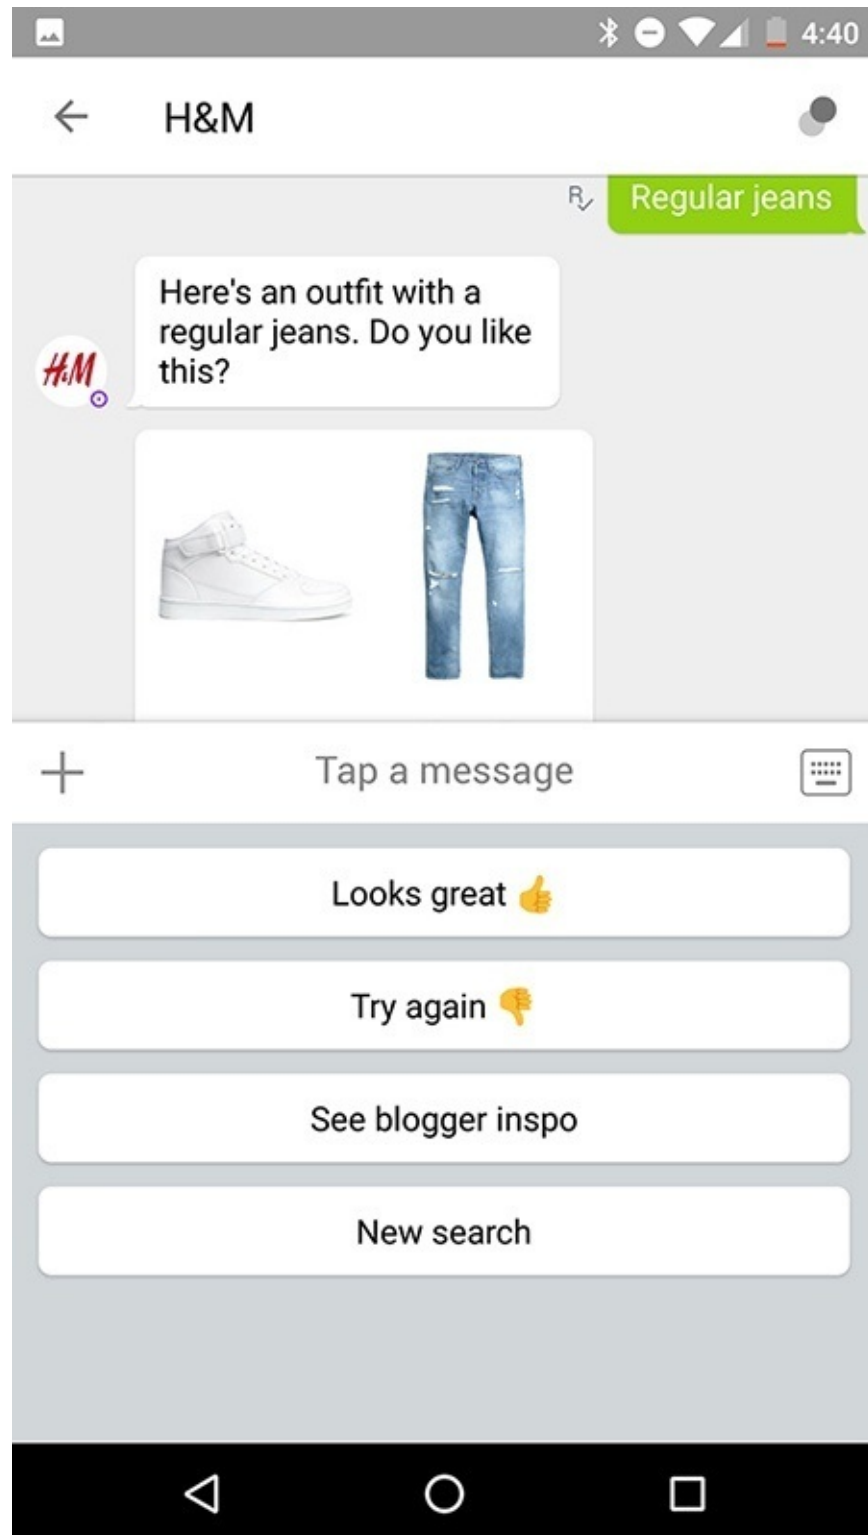 4:40
H&M
R
Regular jeans
Here's an outfit with a
regular jeans. Do you like
this?
H&M
Tap a message
Looks great 👍
Try again 👎
See blogger inspo
New search